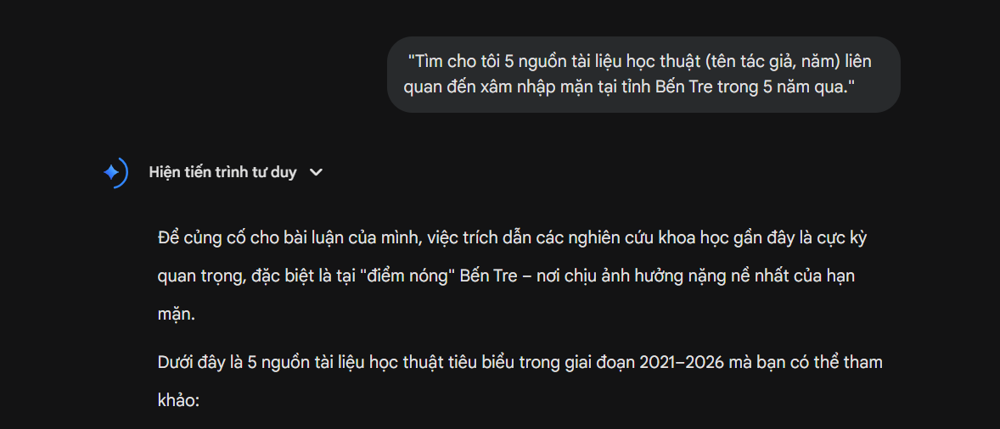 "Tìm cho tôi 5 nguồn tài liệu học thuật (tên tác giả, năm) liên
quan đến xâm nhập mặn tại tỉnh Bến Tre trong 5 năm qua."
Hiện tiến trình tư duy
Để củng cố cho bài luận của mình, việc trích dẫn các nghiên cứu khoa học gần đây là cực kỳ
quan trọng, đặc biệt là tại "điểm nóng" Bến Tre – nơi chịu ảnh hưởng nặng nề nhất của hạn
mặn.
Dưới đây là 5 nguồn tài liệu học thuật tiêu biểu trong giai đoạn 2021–2026 mà bạn có thể tham
khảo: